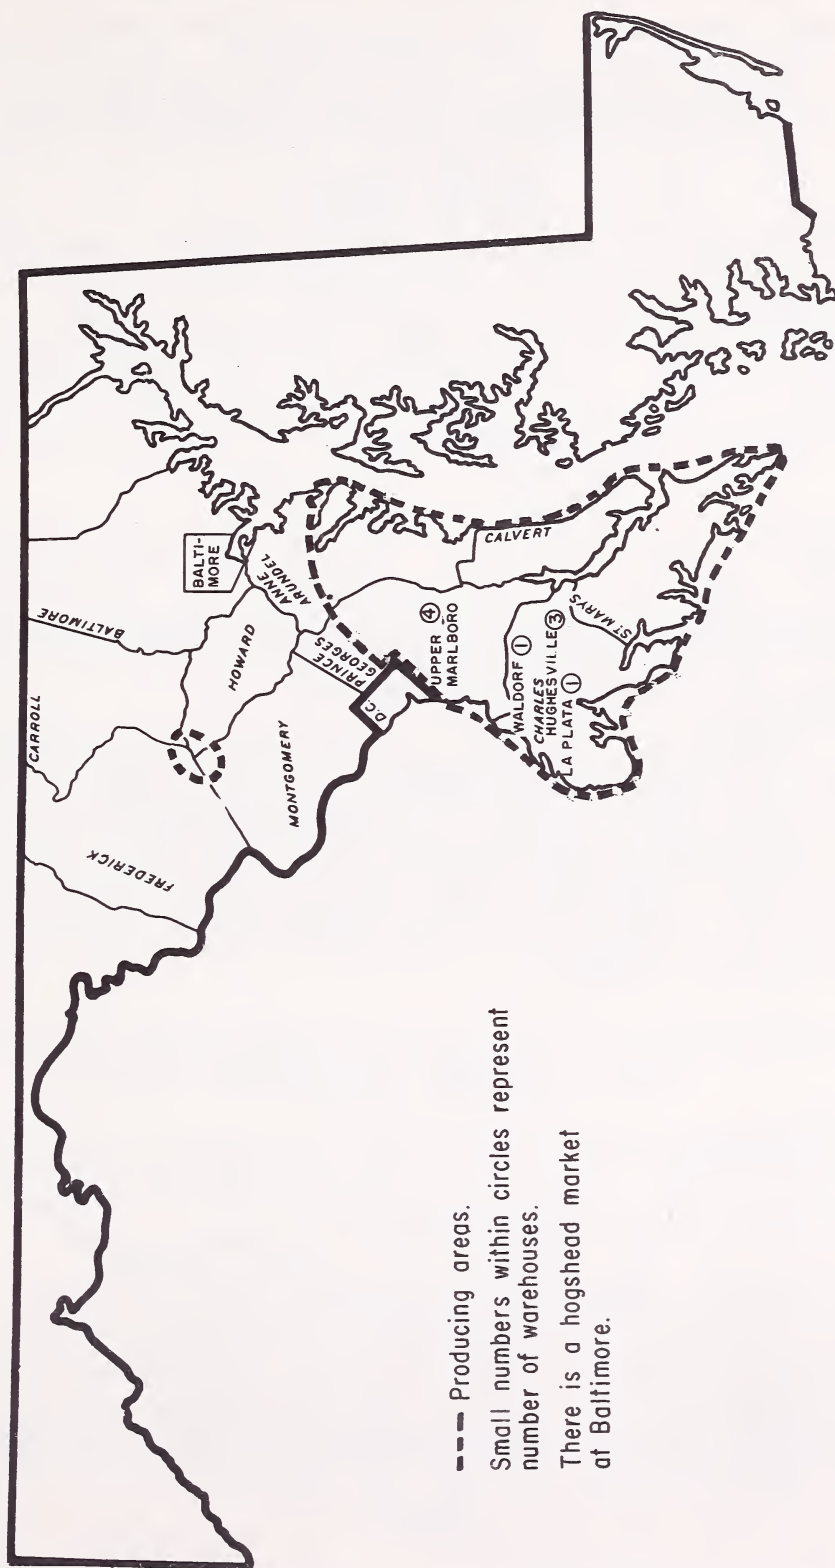 CARROLL
BALTIMORE
FREDERICK
BALTI-
MORE
HOWARD
ANNE
ARUNDEL
MONTGOMERY
PRINCE
GEORGES
D.C.
UPPER ④
MARLBORO
CALVERT
WALDORF ①
CHARLES
HUGHESVILLE ③
LA PLATA ①
ST MARYS
--- Producing areas.
Small numbers within circles represent
number of warehouses.
There is a hogshead market
at Baltimore.